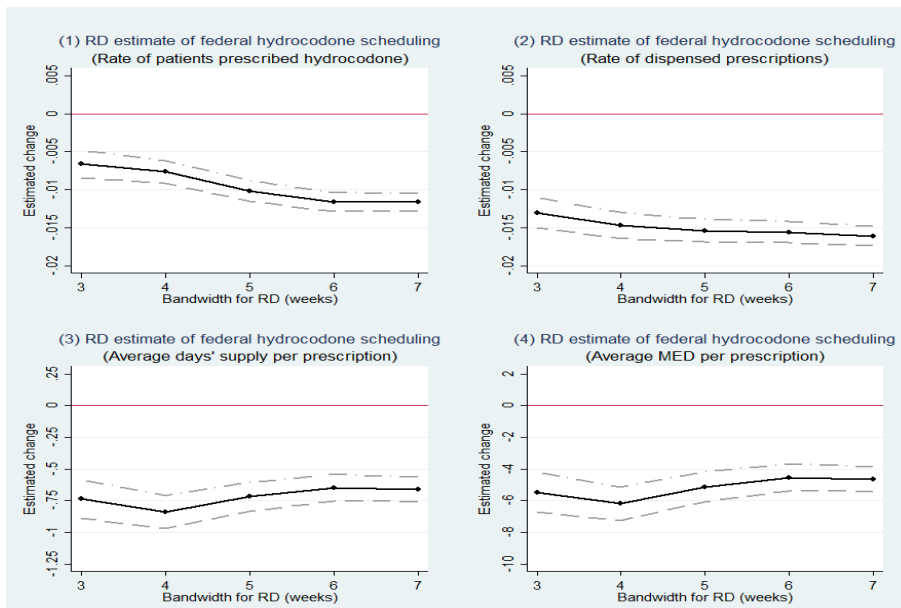 (1) RD estimate of federal hydrocodone scheduling
(Rate of patients prescribed hydrocodone)
Estimated change
.005
0
-.005
-.01
-.015
-.02
3 4 5 6 7
Bandwidth for RD (weeks)
(2) RD estimate of federal hydrocodone scheduling
(Rate of dispensed prescriptions)
Estimated change
.005
0
-.005
-.01
-.015
-.02
3 4 5 6 7
Bandwidth for RD (weeks)
(3) RD estimate of federal hydrocodone scheduling
(Average days' supply per prescription)
Estimated change
.25
0
-.25
-.5
-.75
-1
-1.25
3 4 5 6 7
Bandwidth for RD (weeks)
(4) RD estimate of federal hydrocodone scheduling
(Average MED per prescription)
Estimated change
2
0
-2
-4
-6
-8
-10
3 4 5 6 7
Bandwidth for RD (weeks)